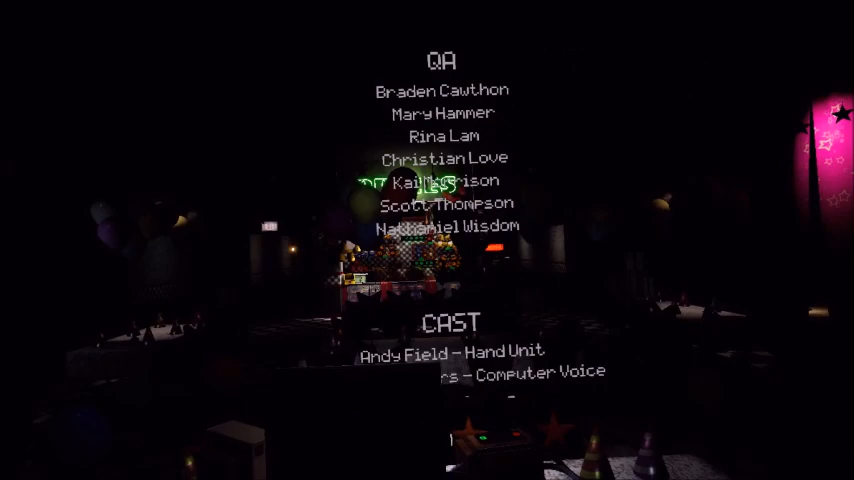 QA
Braden Cawthon
Mary Hammer
Rina Lam
Christian Love
Kai
Scott Thompson
Nathaniel Wisdom
CAST
Andy Field - Hand Unit
- Computer Voice